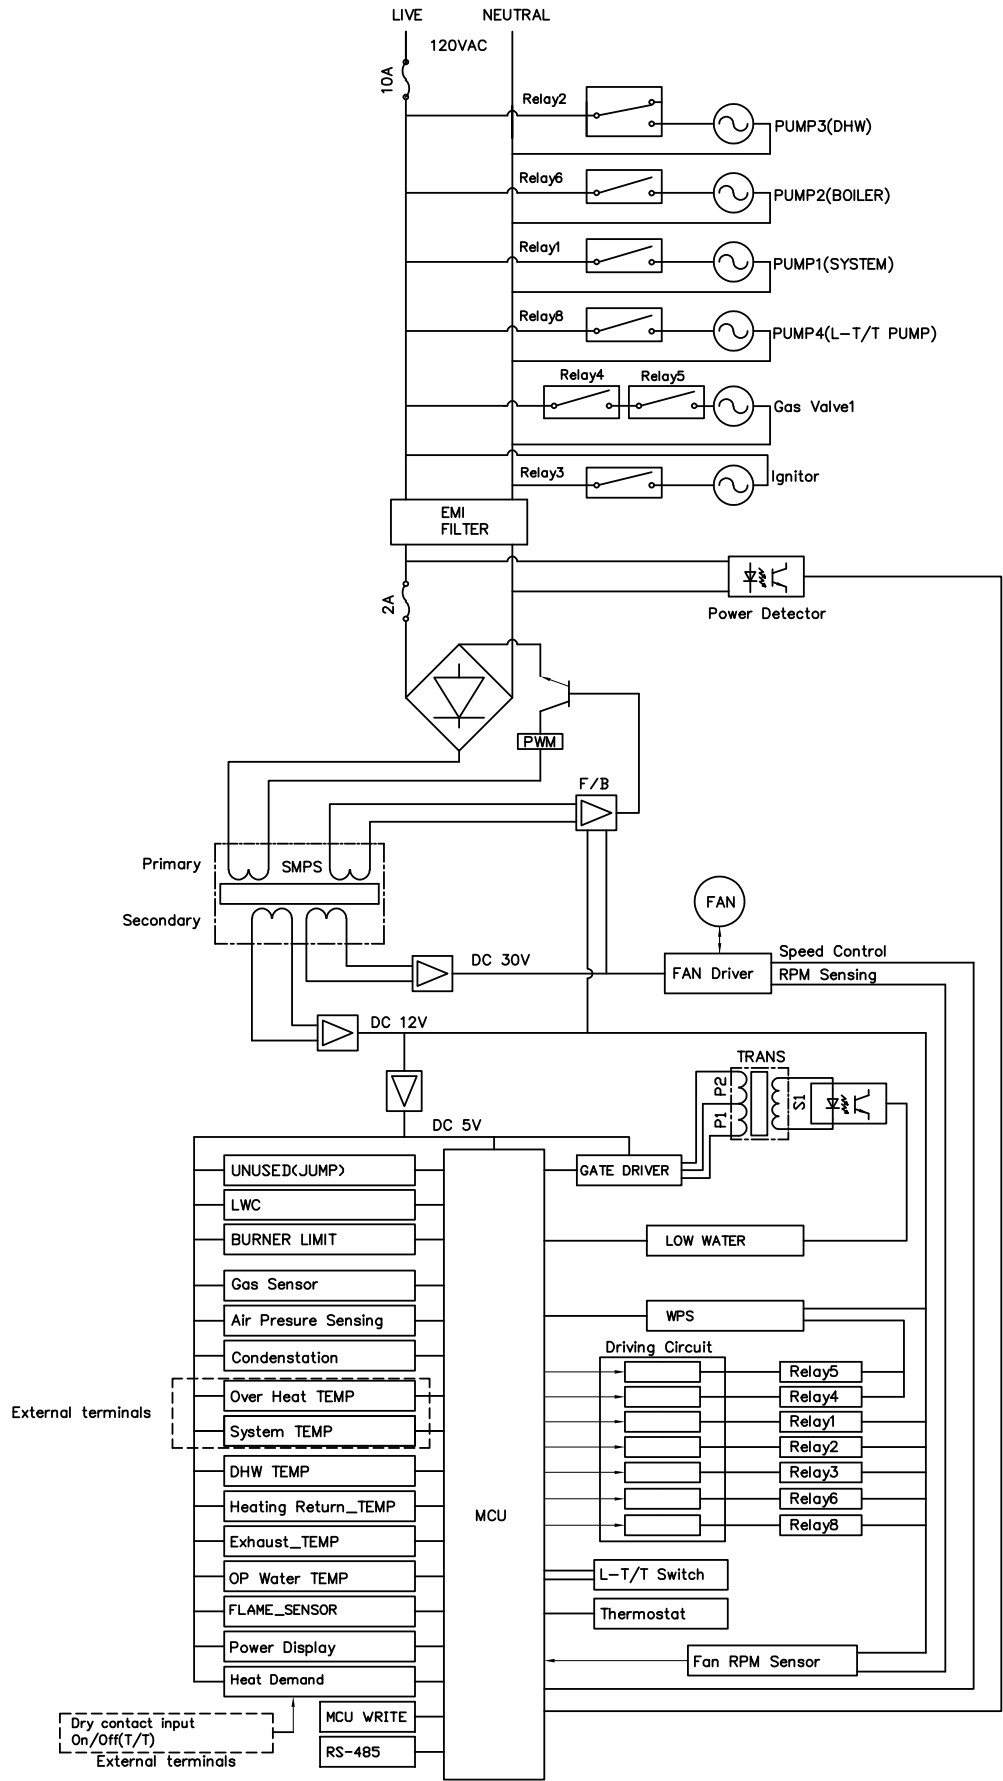 LIVE NEUTRAL
120VAC
10A
Relay2
PUMP3(DHW)
Relay6
PUMP2(BOILER)
Relay1
PUMP1(SYSTEM)
Relay8
PUMP4(L-T/T PUMP)
Relay4 Relay5
Gas Valve1
Relay3
Ignitor
EMI
FILTER
2A
Power Detector
PWM
F/B
Primary
SMPS
Secondary
FAN
DC 30V
FAN Driver
Speed Control
RPM Sensing
DC 12V
TRANS
P2
P1
S1
DC 5V
UNUSED(JUMP)
GATE DRIVER
LWC
BURNER LIMIT
LOW WATER
Gas Sensor
Air Presure Sensing
WPS
Condenstation
Driving Circuit
Relay5
Over Heat TEMP
Relay4
External terminals
System TEMP
Relay1
Relay2
DHW TEMP
Relay3
Heating Return_TEMP
Relay6
MCU
Relay8
Exhaust_TEMP
OP Water TEMP
L-T/T Switch
FLAME_SENSOR
Thermostat
Power Display
Fan RPM Sensor
Heat Demand
MCU WRITE
Dry contact input
On/Off(T/T)
RS-485
External terminals